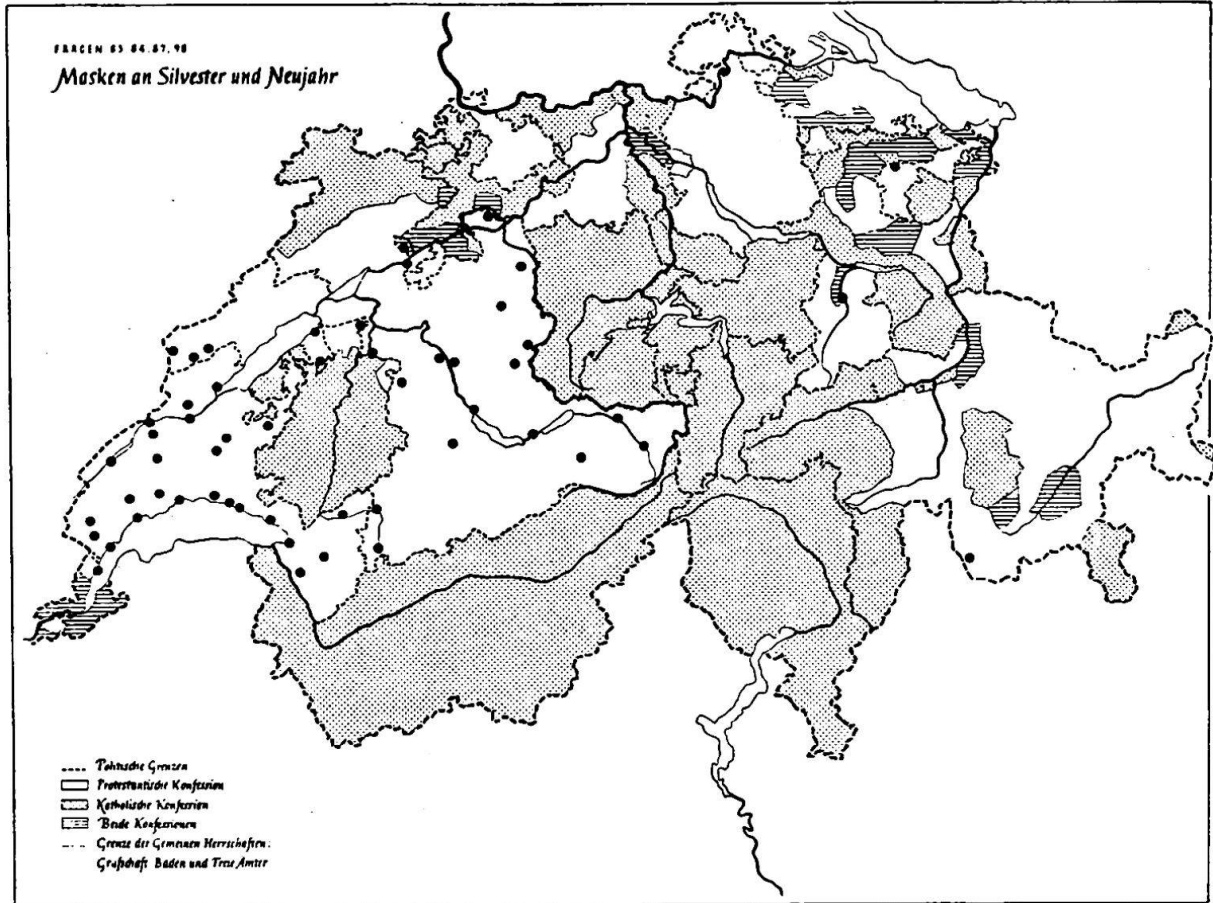 FRAGEN 83 84.87.98
Masken an Silvester und Neujahr
Politische Grenzen
Protestantische Konfession
Katholische Konfession
Beide Konfessionen
Grenze der Gemeinen Herrschaften:
Grafschaft Baden und Freie Ämter